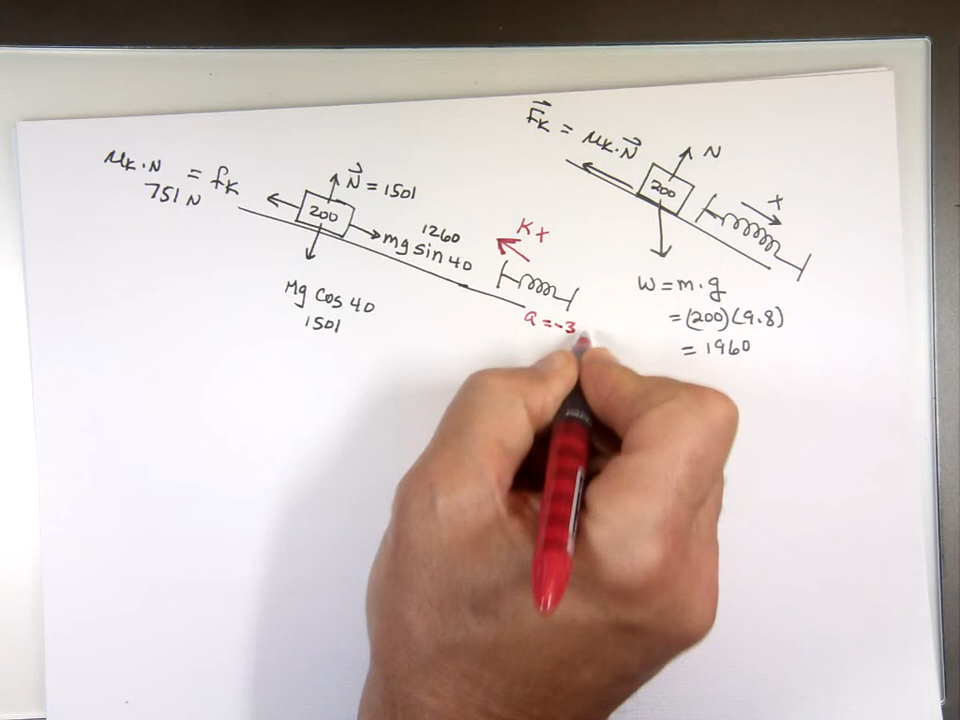 μK·N = fK
751 N
200
N⃗ = 1501
1260
mg sin 40
Mg cos 40
1501
Kx
a = -3
F⃗K = μK·N⃗
200
N
x
W = m·g
= (200)(9.8)
= 1960